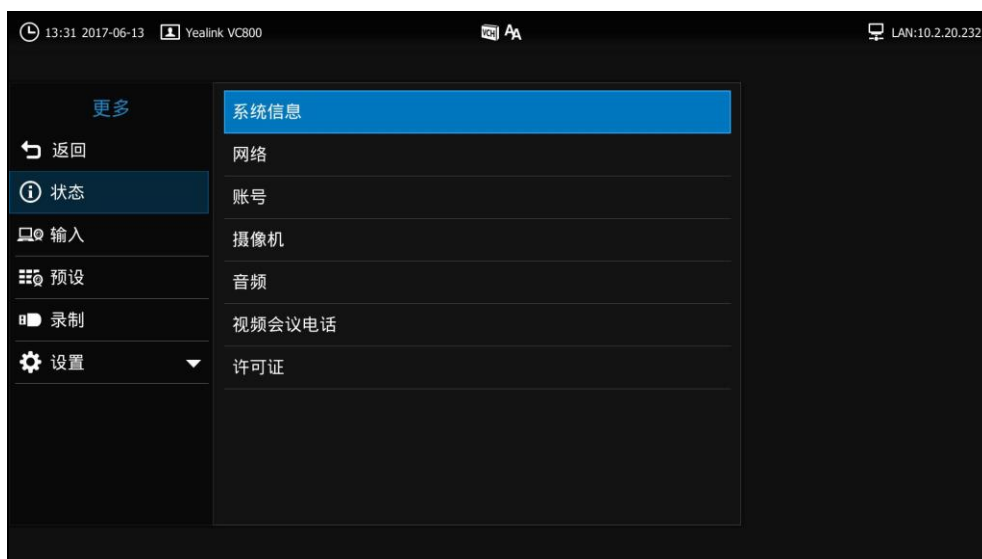 13:31 2017-06-13 Yealink VC800 VCH AA LAN:10.2.20.232
更多
返回
状态
输入
预设
录制
设置
系统信息
网络
账号
摄像机
音频
视频会议电话
许可证